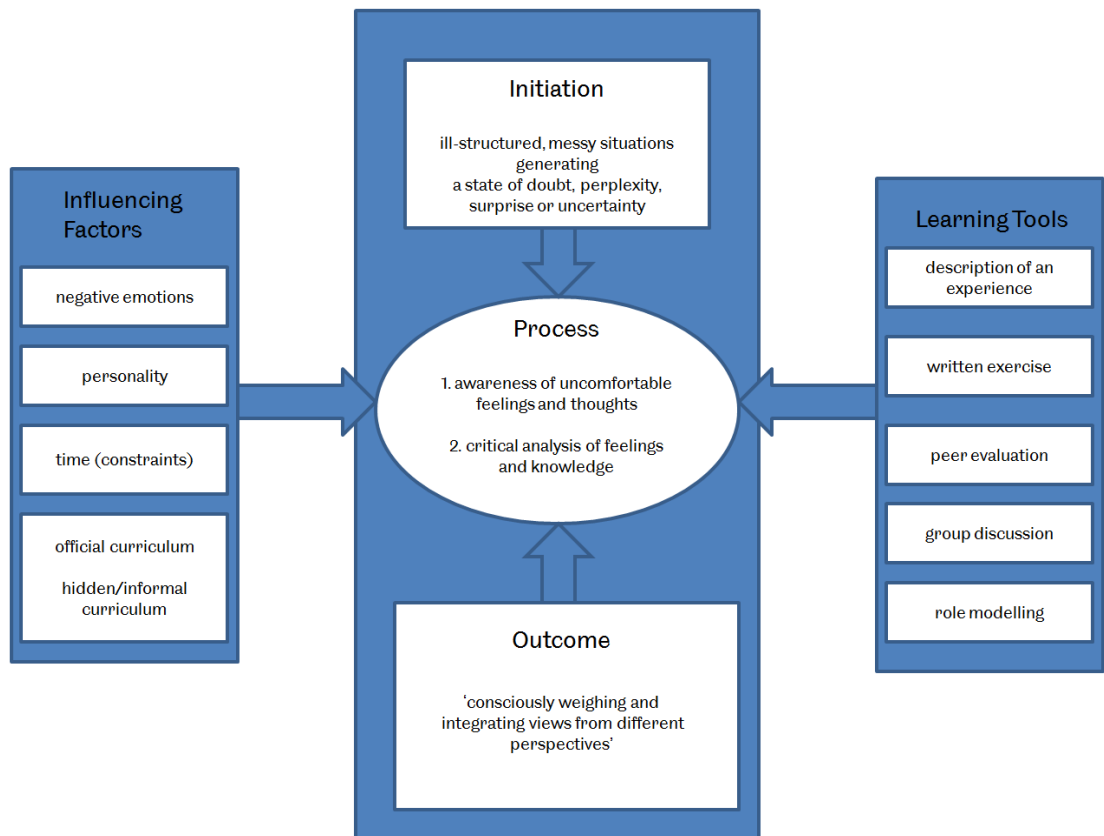 Initiation
ill-structured, messy situations
generating
a state of doubt, perplexity,
surprise or uncertainty
Influencing
Factors
negative emotions
personality
time (constraints)
official curriculum
hidden/informal
curriculum
Process
1. awareness of uncomfortable
feelings and thoughts
2. critical analysis of feelings
and knowledge
Learning Tools
description of an
experience
written exercise
peer evaluation
group discussion
role modelling
Outcome
‘consciously weighing and
integrating views from different
perspectives’